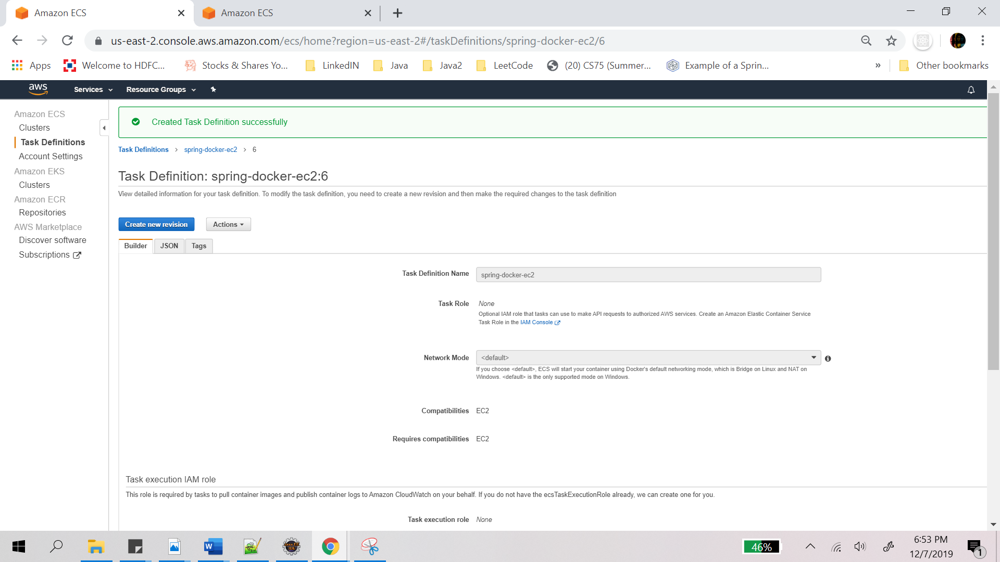 Amazon ECS
Amazon ECS
us-east-2.console.aws.amazon.com/ecs/home?region=us-east-2#/taskDefinitions/spring-docker-ec2/6
Apps
Welcome to HDFC...
Stocks & Shares Yo...
LinkedIN
Java
Java2
LeetCode
(20) CS75 (Summer...
Example of a Sprin...
»
Other bookmarks
aws
Services
Resource Groups
Amazon ECS
Clusters
Task Definitions
Account Settings
Amazon EKS
Clusters
Amazon ECR
Repositories
AWS Marketplace
Discover software
Subscriptions
Created Task Definition successfully
Task Definitions > spring-docker-ec2 > 6
Task Definition: spring-docker-ec2:6
View detailed information for your task definition. To modify the task definition, you need to create a new revision and then make the required changes to the task definition
Create new revision
Actions
Builder
JSON
Tags
Task Definition Name
spring-docker-ec2
Task Role
None
Optional IAM role that tasks can use to make API requests to authorized AWS services. Create an Amazon Elastic Container Service
Task Role in the IAM Console
Network Mode
<default>
If you choose <default>, ECS will start your container using Docker's default networking mode, which is Bridge on Linux and NAT on
Windows. <default> is the only supported mode on Windows.
Compatibilities
EC2
Requires compatibilities
EC2
Task execution IAM role
This role is required by tasks to pull container images and publish container logs to Amazon CloudWatch on your behalf. If you do not have the ecsTaskExecutionRole already, we can create one for you.
Task execution role
None
W
Java EE
IDE
46%
6:53 PM
12/7/2019
1